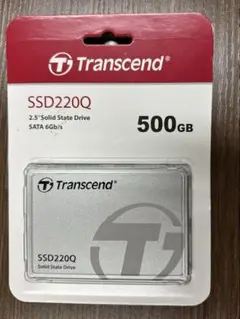 Transcend®
SSD220Q
2.5" Solid State Drive
SATA 6Gb/s
500GB
Transcend®
SSD220Q
Solid State Drive